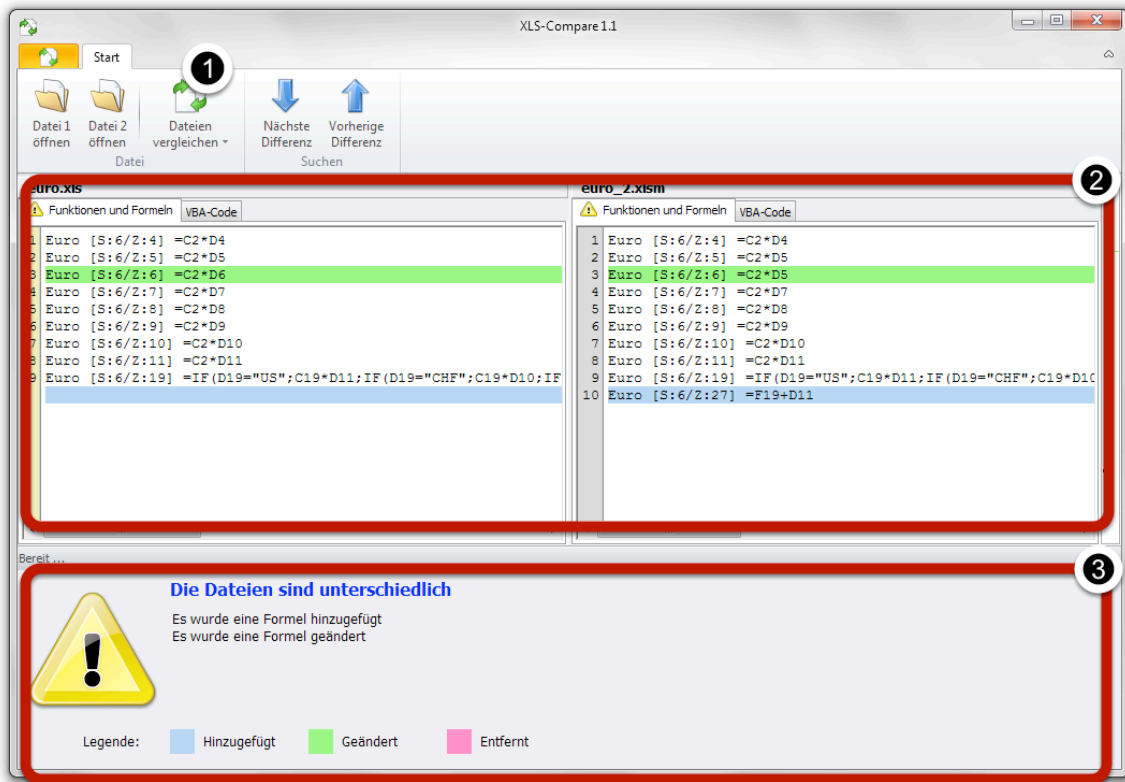 XLS-Compare 1.1
Start
1
Datei 1 öffnen
Datei 2 öffnen
Dateien vergleichen
Nächste Differenz
Vorherige Differenz
Datei
Suchen
2
euro.xls
Funktionen und Formeln
VBA-Code
1 Euro [S:6/Z:4] =C2*D4
2 Euro [S:6/Z:5] =C2*D5
3 Euro [S:6/Z:6] =C2*D6
4 Euro [S:6/Z:7] =C2*D7
5 Euro [S:6/Z:8] =C2*D8
6 Euro [S:6/Z:9] =C2*D9
7 Euro [S:6/Z:10] =C2*D10
8 Euro [S:6/Z:11] =C2*D11
9 Euro [S:6/Z:19] =IF(D19="US";C19*D11;IF(D19="CHF";C19*D10;IF
euro_2.xlsm
Funktionen und Formeln
VBA-Code
1 Euro [S:6/Z:4] =C2*D4
2 Euro [S:6/Z:5] =C2*D5
3 Euro [S:6/Z:6] =C2*D5
4 Euro [S:6/Z:7] =C2*D7
5 Euro [S:6/Z:8] =C2*D8
6 Euro [S:6/Z:9] =C2*D9
7 Euro [S:6/Z:10] =C2*D10
8 Euro [S:6/Z:11] =C2*D11
9 Euro [S:6/Z:19] =IF(D19="US";C19*D11;IF(D19="CHF";C19*D10
10 Euro [S:6/Z:27] =F19+D11
Bereit ...
3
Die Dateien sind unterschiedlich
Es wurde eine Formel hinzugefügt
Es wurde eine Formel geändert
Legende:
Hinzugefügt
Geändert
Entfernt